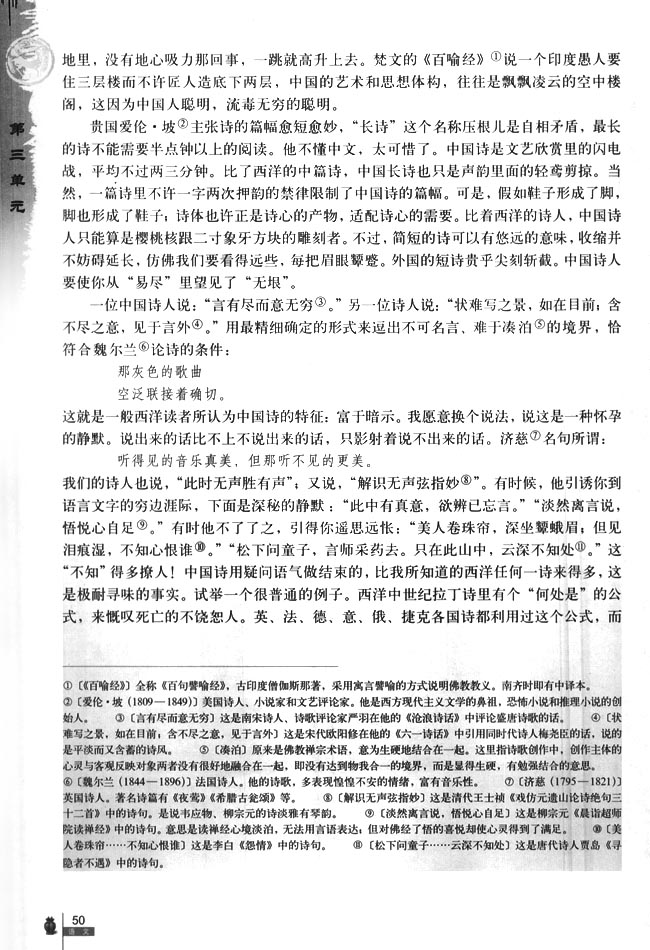 第三单元
地里，没有地心吸力那回事，一跳就高升上去。梵文的《百喻经》①说一个印度愚人要
住三层楼而不许匠人造底下两层，中国的艺术和思想体构，往往是飘飘凌云的空中楼
阁，这因为中国人聪明，流毒无穷的聪明。
贵国爱伦·坡②主张诗的篇幅愈短愈妙，“长诗”这个名称压根儿是自相矛盾，最长
的诗不能需要半点钟以上的阅读。他不懂中文，太可惜了。中国诗是文艺欣赏里的闪电
战，平均不过两三分钟。比了西洋的中篇诗，中国长诗也只是声韵里面的轻鸢剪掠。当
然，一篇诗里不许一字两次押韵的禁律限制了中国诗的篇幅。可是，假如鞋子形成了脚，
脚也形成了鞋子；诗体也许正是诗心的产物，适配诗心的需要。比着西洋的诗人，中国诗
人只能算是樱桃核跟二寸象牙方块的雕刻者。不过，简短的诗可以有悠远的意味，收缩并
不妨碍延长，仿佛我们要看得远些，每把眉眼颦蹙。外国的短诗贵乎尖刻斩截。中国诗人
要使你从“易尽”里望见了“无垠”。
一位中国诗人说：“言有尽而意无穷③。”另一位诗人说：“状难写之景，如在目前；含
不尽之意，见于言外④。”用最精细确定的形式来逗出不可名言、难于凑泊⑤的境界，恰
符合魏尔兰⑥论诗的条件：
那灰色的歌曲
空泛联接着确切。
这就是一般西洋读者所认为中国诗的特征：富于暗示。我愿意换个说法，说这是一种怀孕
的静默。说出来的话比不上不说出来的话，只影射着说不出来的话。济慈⑦名句所谓：
听得见的音乐真美，但那听不见的更美。
我们的诗人也说，“此时无声胜有声”；又说，“解识无声弦指妙⑧”。有时候，他引诱你到
语言文字的穷边涯际，下面是深秘的静默：“此中有真意，欲辨已忘言。”“淡然离言说，
悟悦心自足⑨。”有时他不了了之，引得你遥思远怅：“美人卷珠帘，深坐颦蛾眉；但见
泪痕湿，不知心恨谁⑩。”“松下问童子，言师采药去。只在此山中，云深不知处⑪。”这
“不知”得多撩人！中国诗用疑问语气做结束的，比我所知道的西洋任何一诗来得多，这
是极耐寻味的事实。试举一个很普通的例子。西洋中世纪拉丁诗里有个“何处是”的公
式，来慨叹死亡的不饶恕人。英、法、德、意、俄、捷克各国诗都利用过这个公式，而
①〔《百喻经》〕全称《百句譬喻经》，古印度僧伽斯那著，采用寓言譬喻的方式说明佛教教义。南齐时即有中译本。
②〔爱伦·坡（1809—1849）〕美国诗人、小说家和文艺评论家。他是西方现代主义文学的鼻祖，恐怖小说和推理小说的创
始人。 ③〔言有尽而意无穷〕这是南宋诗人、诗歌评论家严羽在他的《沧浪诗话》中评论盛唐诗歌的话。 ④〔状
难写之景，如在目前；含不尽之意，见于言外〕这是宋代欧阳修在他的《六一诗话》中引用同时代诗人梅尧臣的话，说的
是平淡而又含蓄的诗风。 ⑤〔凑泊〕原来是佛教禅宗术语，意为生硬地结合在一起。这里指诗歌创作中，创作主体的
心灵与客观反映对象两者没有很好地融合在一起，即没有达到物我合一的境界，而是显得生硬，有勉强结合的意思。
⑥〔魏尔兰（1844—1896）〕法国诗人。他的诗歌，多表现惶惶不安的情绪，富有音乐性。 ⑦〔济慈（1795—1821）〕
英国诗人。著名诗篇有《夜莺》《希腊古瓮颂》等。 ⑧〔解识无声弦指妙〕这是清代王士祯《戏仿元遗山论诗绝句三
十二首》中的诗句。是说韦应物、柳宗元的诗淡雅有琴韵。 ⑨〔淡然离言说，悟悦心自足〕这是柳宗元《晨诣超师
院读禅经》中的诗句。意思是读禅经心境淡泊，无法用言语表达；但对佛经了悟的喜悦却使心灵得到了满足。 ⑩〔美
人卷珠帘……不知心恨谁〕这是李白《怨情》中的诗句。 ⑪〔松下问童子……云深不知处〕这是唐代诗人贾岛《寻
隐者不遇》中的诗句。
50
语文